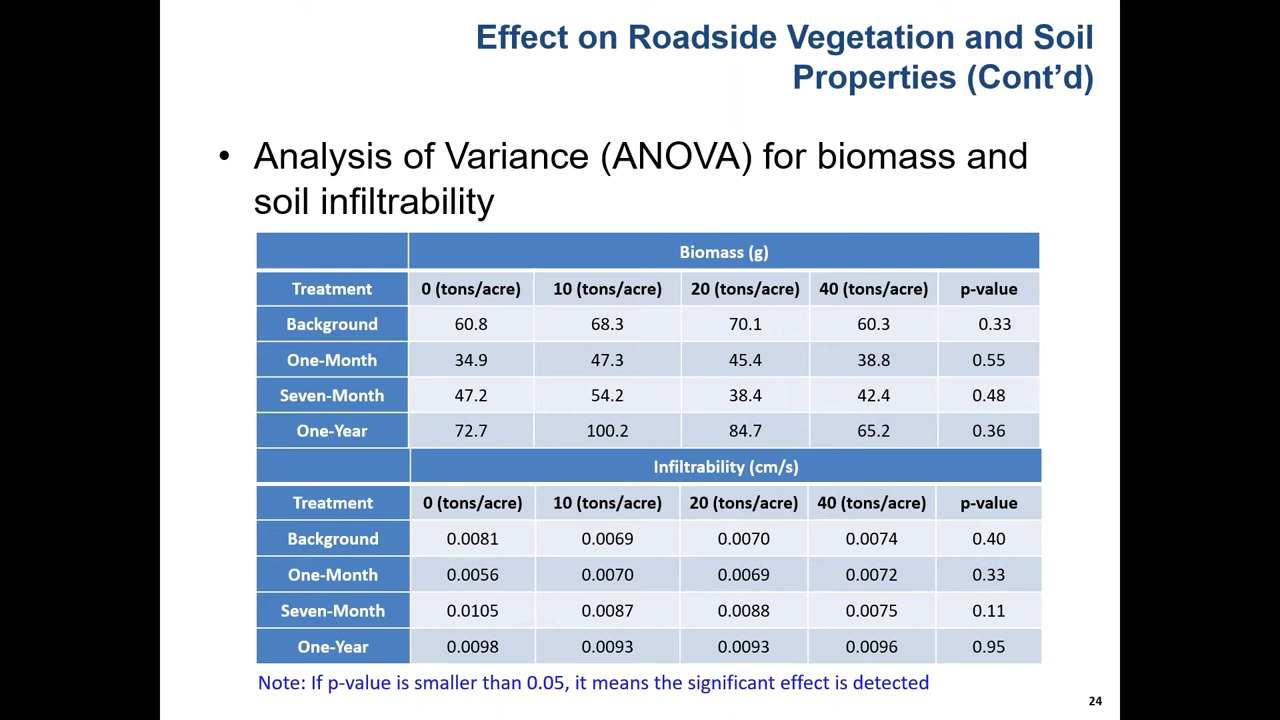 Effect on Roadside Vegetation and Soil
Properties (Cont’d)
• Analysis of Variance (ANOVA) for biomass and
soil infiltrability
Biomass (g)
Treatment 0 (tons/acre) 10 (tons/acre) 20 (tons/acre) 40 (tons/acre) p-value
Background 60.8 68.3 70.1 60.3 0.33
One-Month 34.9 47.3 45.4 38.8 0.55
Seven-Month 47.2 54.2 38.4 42.4 0.48
One-Year 72.7 100.2 84.7 65.2 0.36
Infiltrability (cm/s)
Treatment 0 (tons/acre) 10 (tons/acre) 20 (tons/acre) 40 (tons/acre) p-value
Background 0.0081 0.0069 0.0070 0.0074 0.40
One-Month 0.0056 0.0070 0.0069 0.0072 0.33
Seven-Month 0.0105 0.0087 0.0088 0.0075 0.11
One-Year 0.0098 0.0093 0.0093 0.0096 0.95
Note: If p-value is smaller than 0.05, it means the significant effect is detected
24